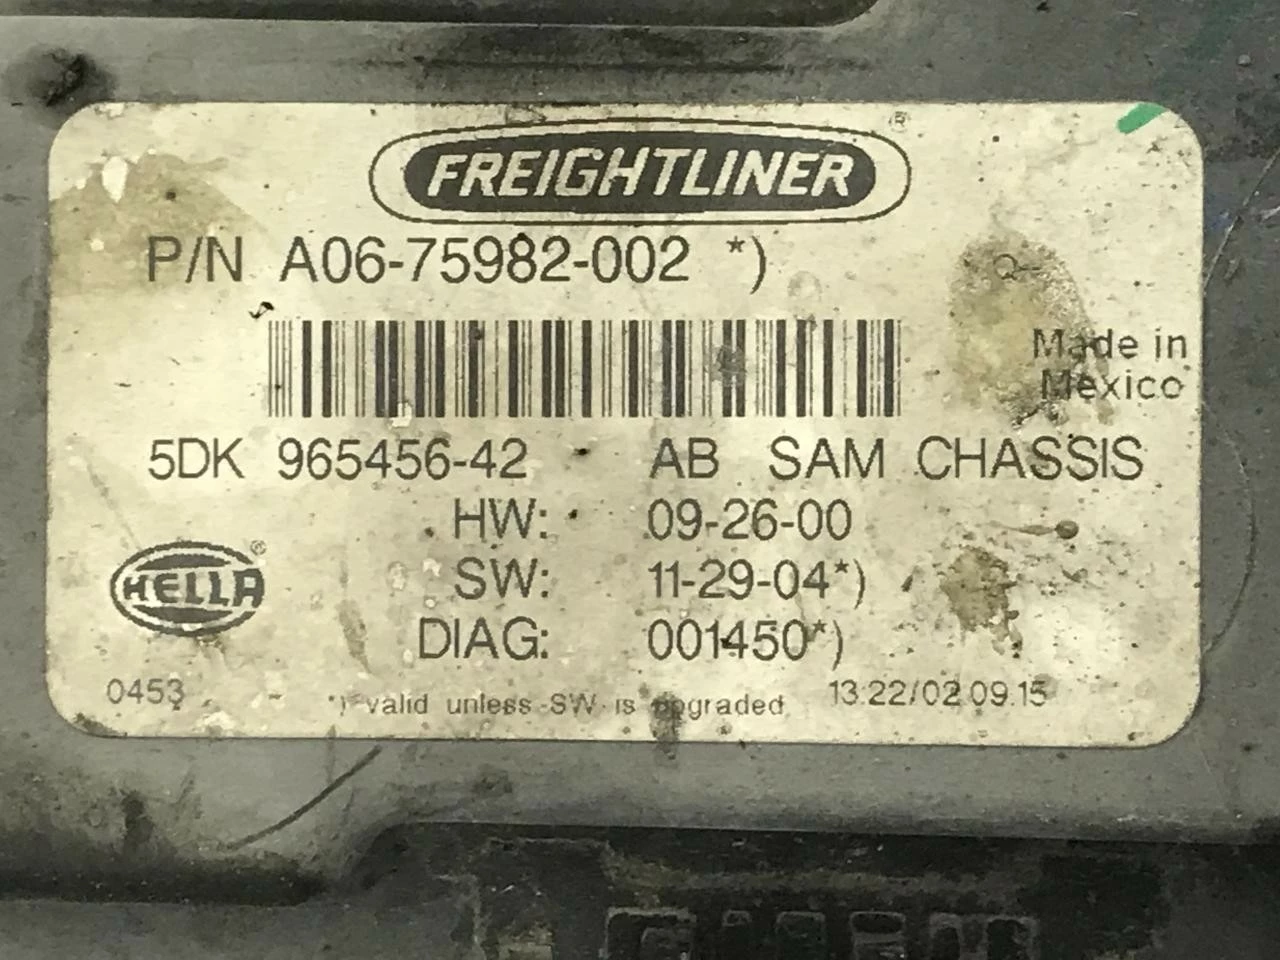 FREIGHTLINER ®
P/N A06-75982-002 *)
Made in
Mexico
5DK 965456-42 AB SAM CHASSIS
HW: 09-26-00
SW: 11-29-04*)
HELLA ®
DIAG: 001450*)
0453 *) valid unless SW is upgraded 13:22/02.09.15